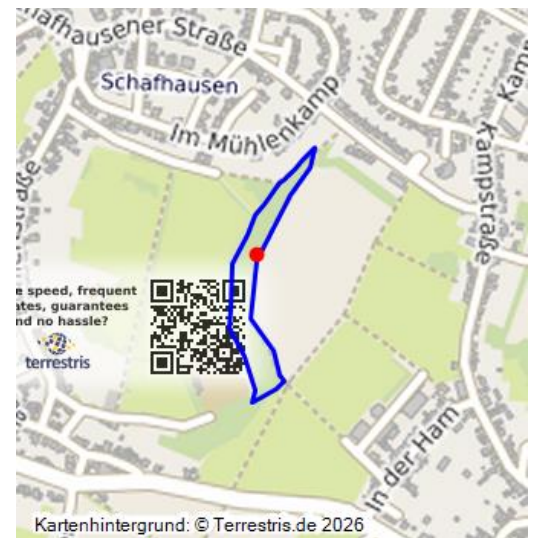 Schafhausener Straße
Schafhausen
Im Mühlenkamp
Kampstraße
e speed, frequent
ates, guarantees
nd no hassle?
terrestris
In der Ham
Kartenhintergrund: © Terrestris.de 2026